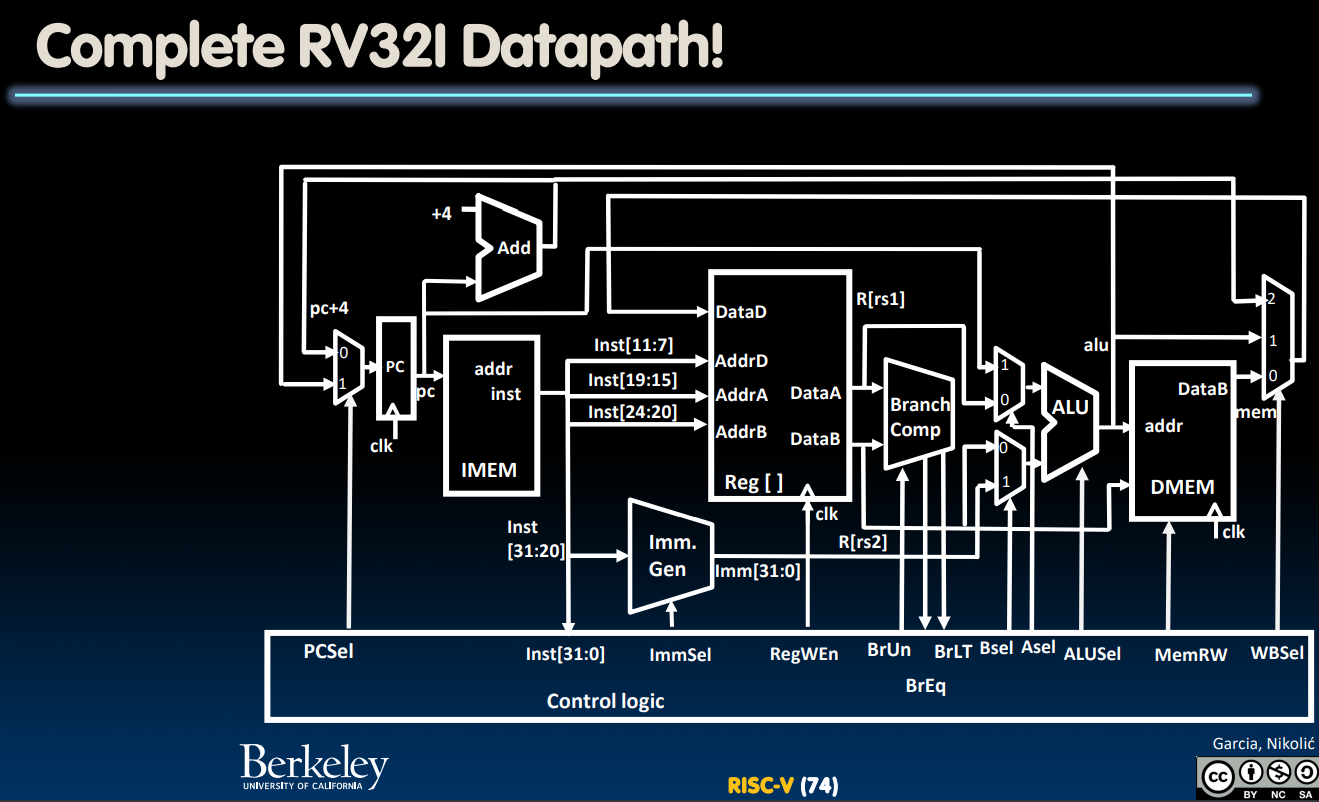 Complete RV32I Datapath!
+4
Add
pc+4
0
1
PC
pc
clk
addr
inst
IMEM
Inst[11:7]
Inst[19:15]
Inst[24:20]
Inst
[31:20]
DataD
AddrD
AddrA
AddrB
DataA
DataB
Reg [ ]
clk
Imm.
Gen
Imm[31:0]
R[rs1]
R[rs2]
Branch
Comp
1
0
0
1
ALU
alu
DataB
addr
DMEM
clk
mem
2
1
0
PCSel
Inst[31:0]
ImmSel
RegWEn
BrUn
BrEq
BrLT
Bsel
Asel
ALUSel
MemRW
WBSel
Control logic
Berkeley
UNIVERSITY OF CALIFORNIA
RISC-V (74)
Garcia, Nikolić
cc
BY NC SA